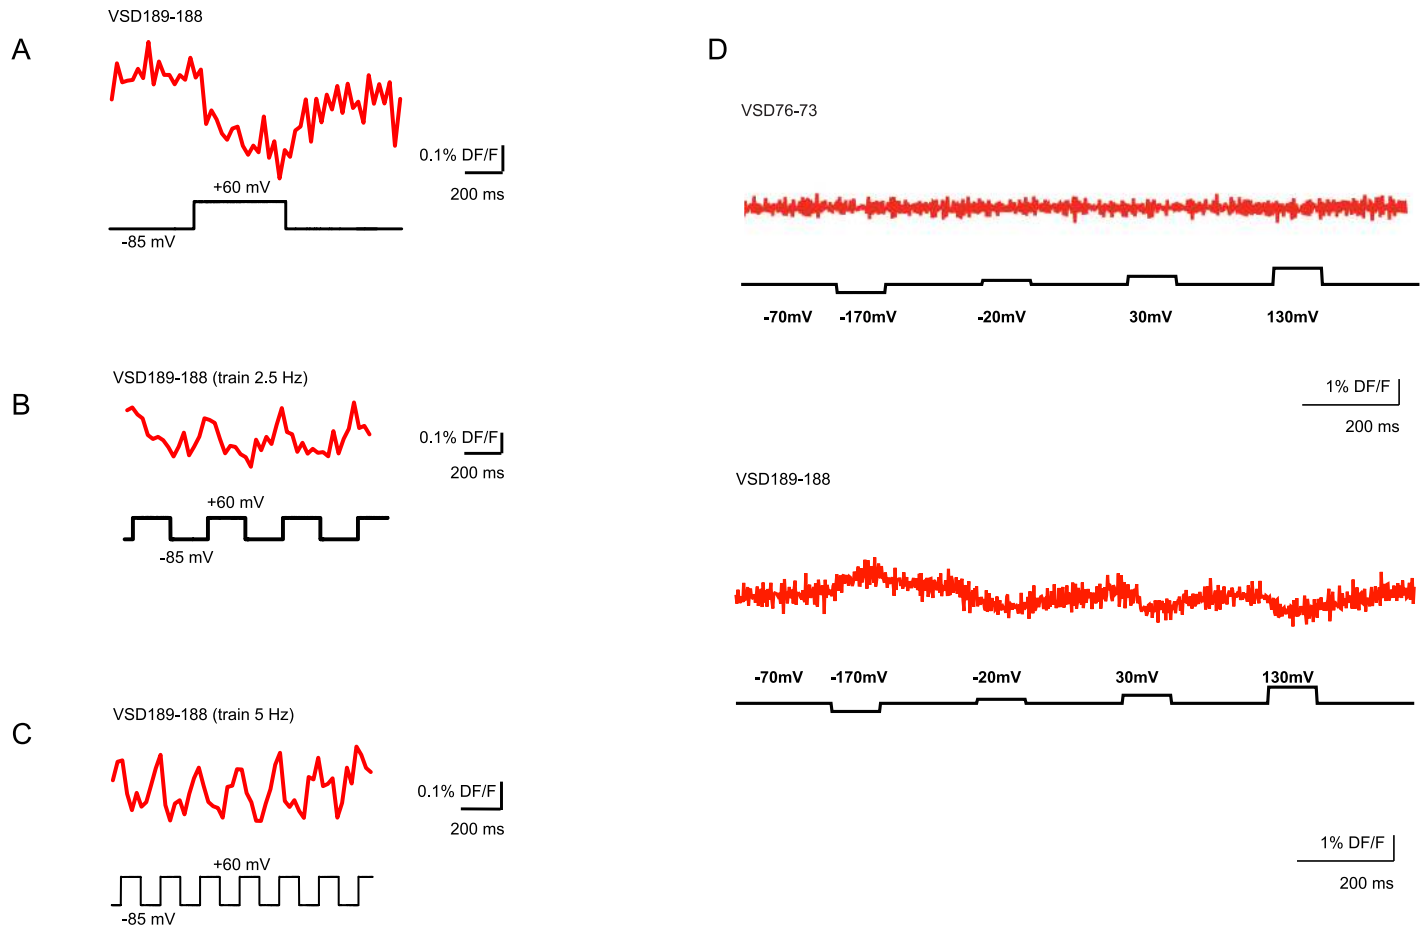 A
VSD189-188
0.1% DF/F
200 ms
+60 mV
-85 mV
B
VSD189-188 (train 2.5 Hz)
0.1% DF/F
200 ms
+60 mV
-85 mV
C
VSD189-188 (train 5 Hz)
0.1% DF/F
200 ms
+60 mV
-85 mV
D
VSD76-73
-70mV -170mV -20mV 30mV 130mV
1% DF/F
200 ms
VSD189-188
-70mV -170mV -20mV 30mV 130mV
1% DF/F
200 ms